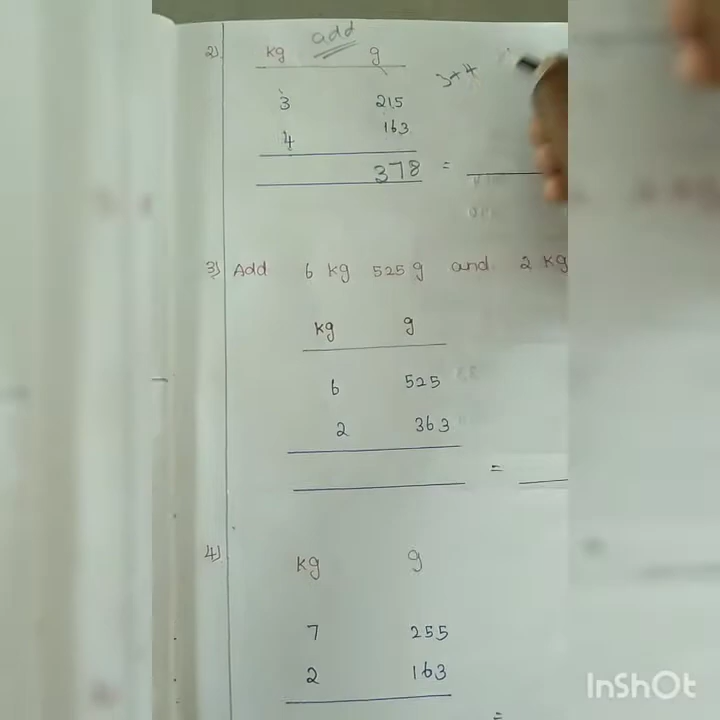 add
2) kg g
3 215 3+4
4 163
378 =
3) Add 6 kg 525 g and 2 kg
kg g
6 525
2 363
=
4) kg g
7 255
2 163
=
InShOt